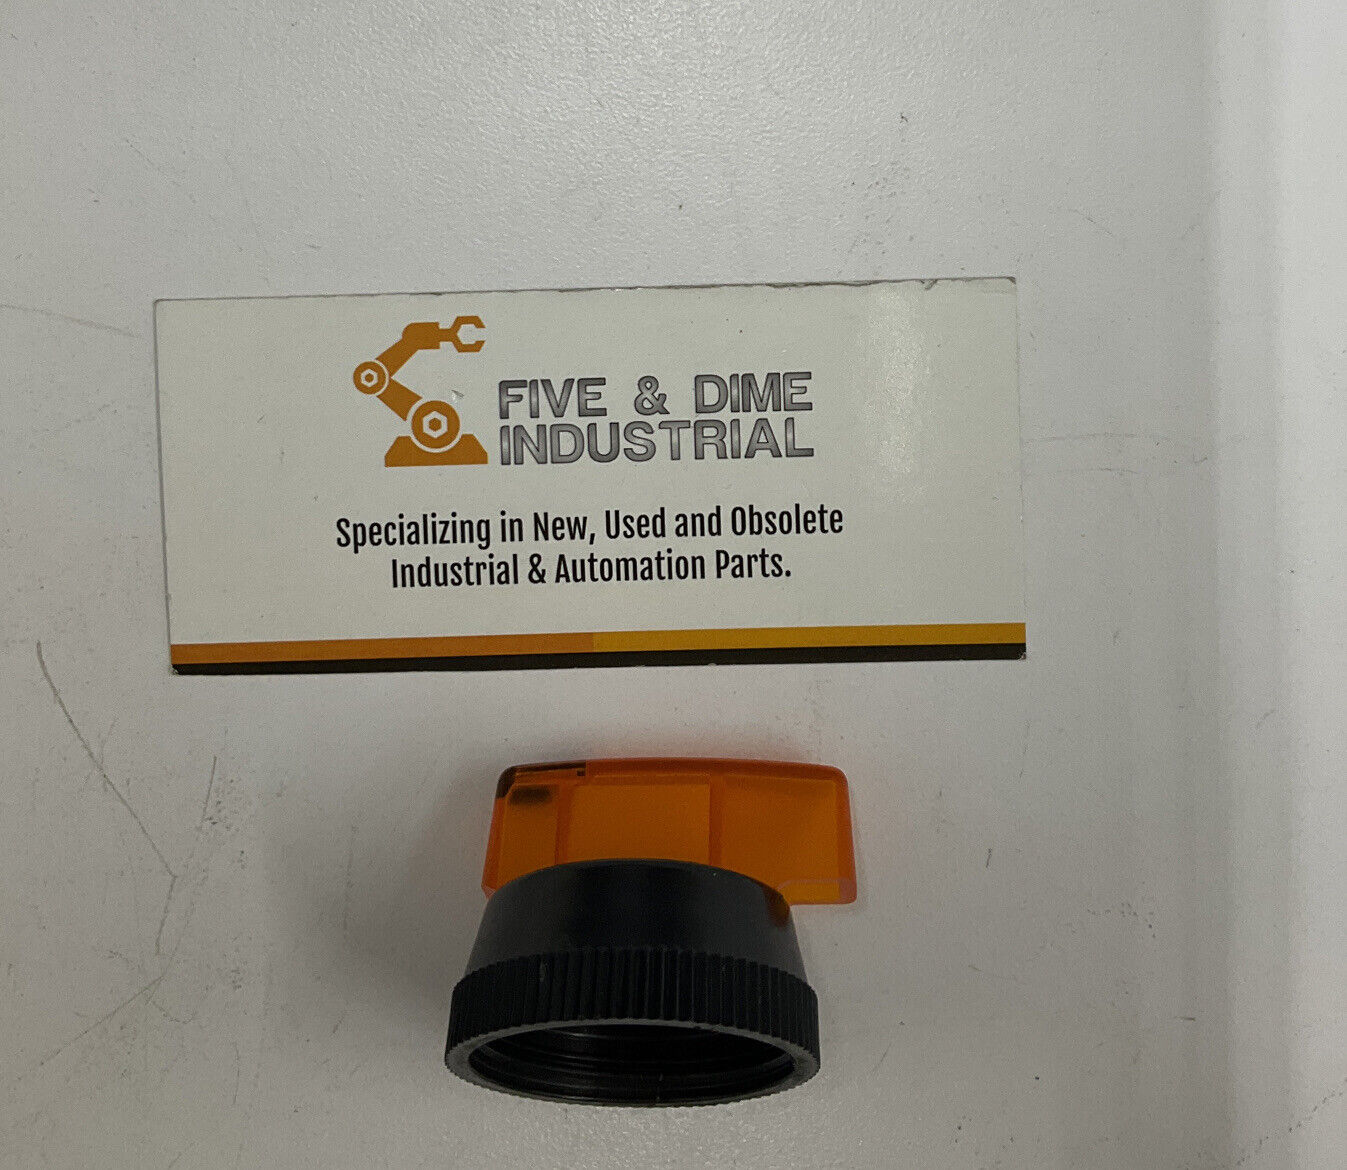 FIVE & DIME
INDUSTRIAL
Specializing in New, Used and Obsolete
Industrial & Automation Parts.